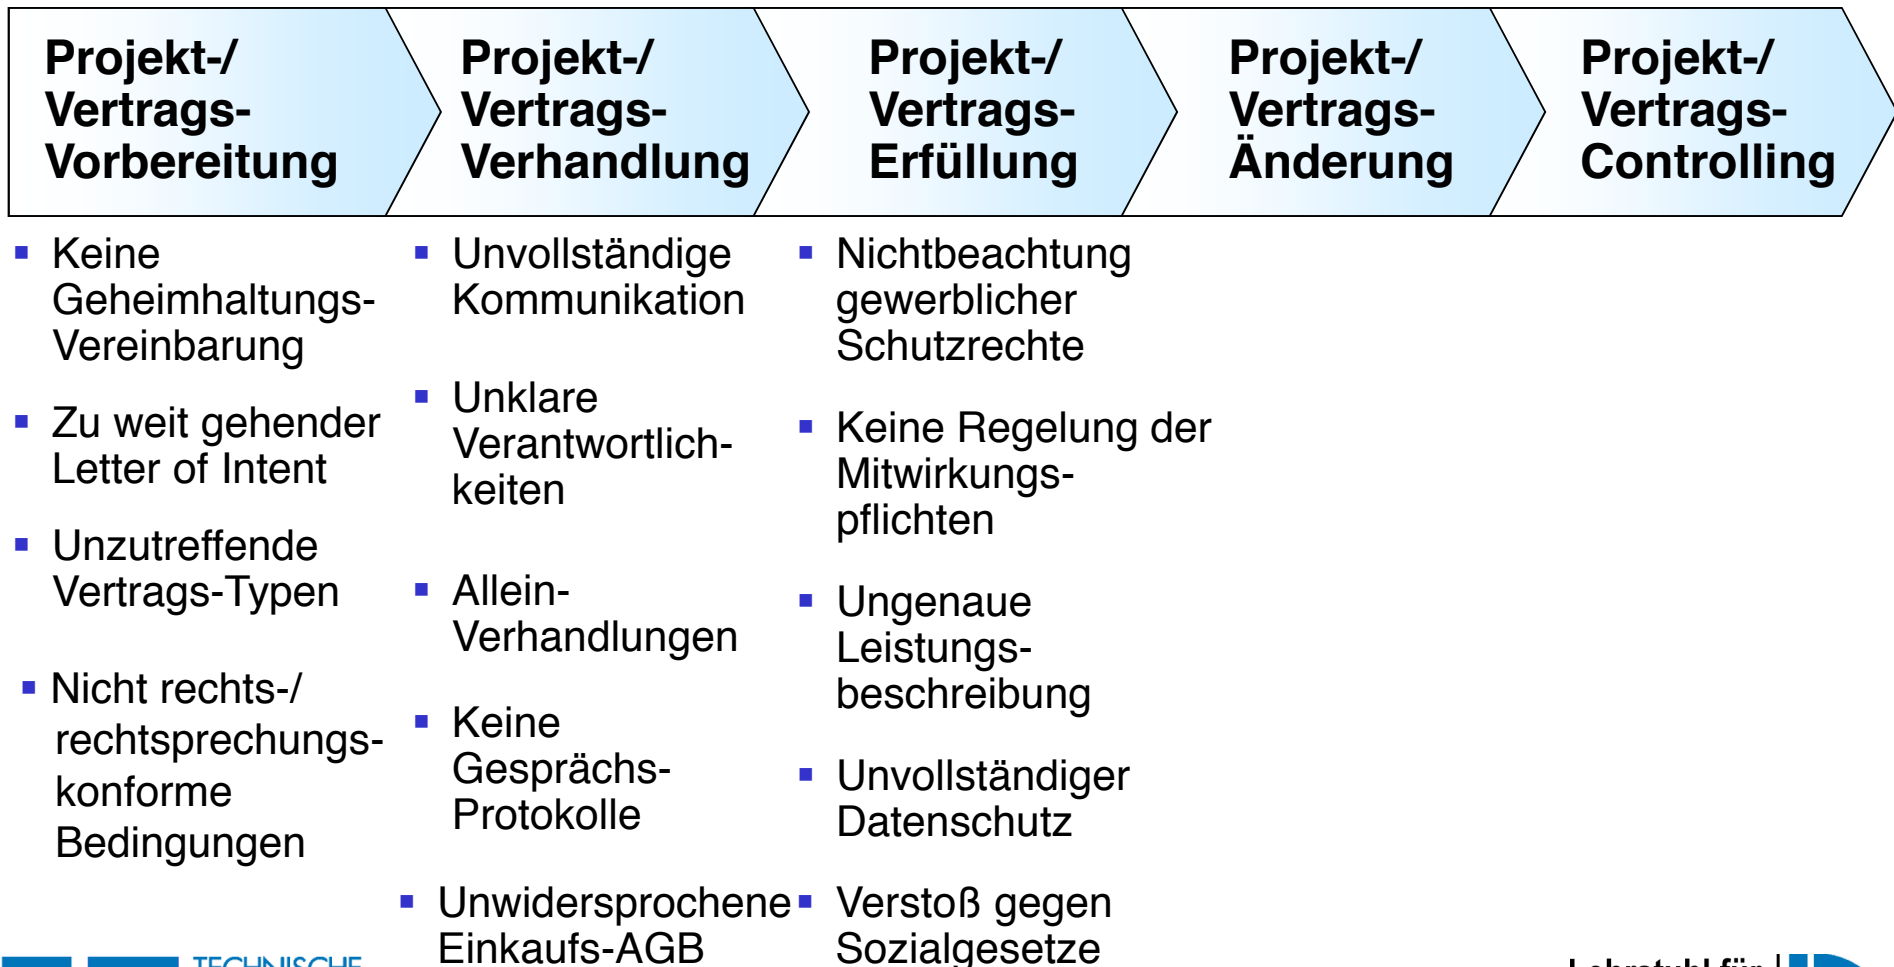 Projekt-/
Vertrags-
Vorbereitung
Projekt-/
Vertrags-
Verhandlung
Projekt-/
Vertrags-
Erfüllung
Projekt-/
Vertrags-
Änderung
Projekt-/
Vertrags-
Controlling
▪ Keine
Geheimhaltungs-
Vereinbarung
▪ Zu weit gehender
Letter of Intent
▪ Unzutreffende
Vertrags-Typen
▪ Nicht rechts-/
rechtsprechungs-
konforme
Bedingungen
▪ Unvollständige
Kommunikation
▪ Unklare
Verantwortlich-
keiten
▪ Allein-
Verhandlungen
▪ Keine
Gesprächs-
Protokolle
▪ Unwidersprochene
Einkaufs-AGB
▪ Nichtbeachtung
gewerblicher
Schutzrechte
▪ Keine Regelung der
Mitwirkungs-
pflichten
▪ Ungenaue
Leistungs-
beschreibung
▪ Unvollständiger
Datenschutz
▪ Verstoß gegen
Sozialgesetze
TECHNISCHE
Lehrstuhl für